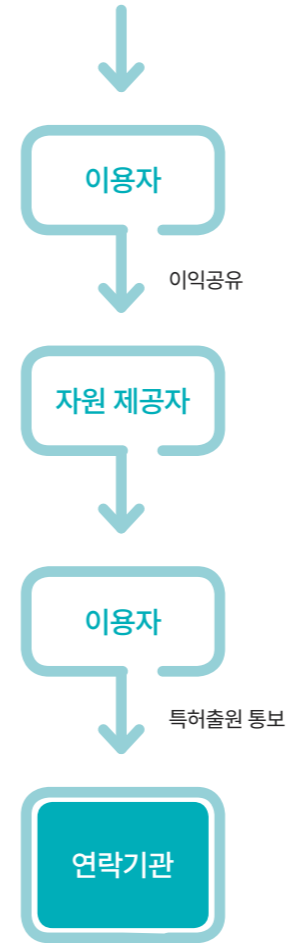 이용자
이익공유
자원 제공자
이용자
특허출원 통보
연락기관